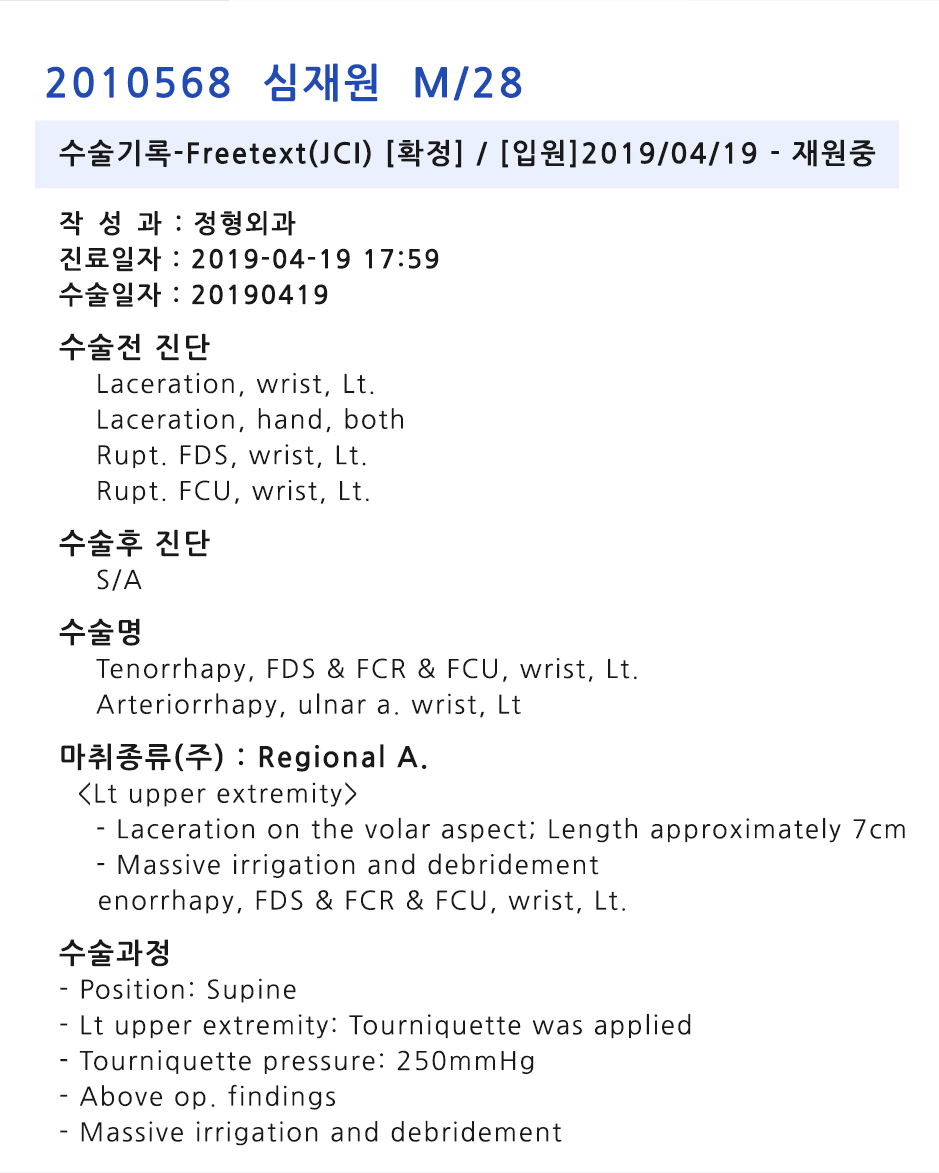 2010568 심재원 M/28
수술기록-Freetext(JCI) [확정] / [입원]2019/04/19 - 재원중
작 성 과 : 정형외과
진료일자 : 2019-04-19 17:59
수술일자 : 20190419
수술전 진단
Laceration, wrist, Lt.
Laceration, hand, both
Rupt. FDS, wrist, Lt.
Rupt. FCU, wrist, Lt.
수술후 진단
S/A
수술명
Tenorrhapy, FDS & FCR & FCU, wrist, Lt.
Arteriorrhapy, ulnar a. wrist, Lt
마취종류(주) : Regional A.
<Lt upper extremity>
- Laceration on the volar aspect; Length approximately 7cm
- Massive irrigation and debridement
enorrhapy, FDS & FCR & FCU, wrist, Lt.
수술과정
- Position: Supine
- Lt upper extremity: Tourniquette was applied
- Tourniquette pressure: 250mmHg
- Above op. findings
- Massive irrigation and debridement